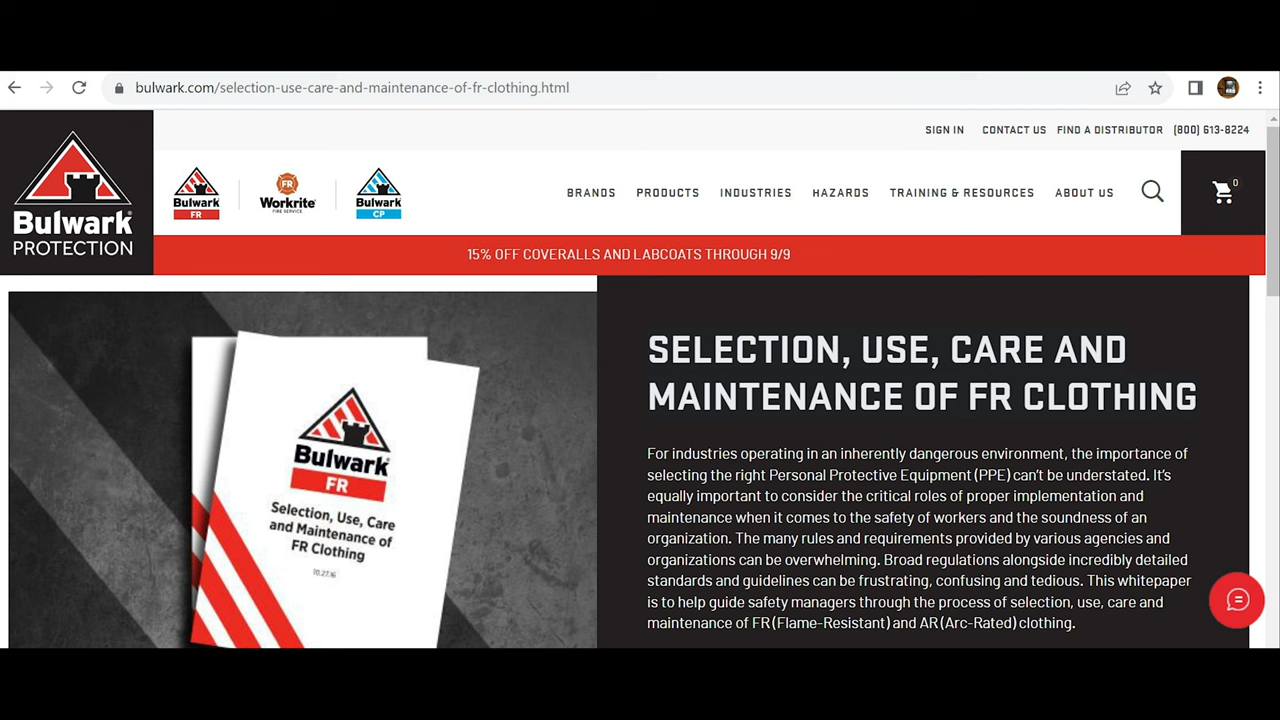 bulwark.com/selection-use-care-and-maintenance-of-fr-clothing.html
SIGN IN CONTACT US FIND A DISTRIBUTOR (800) 613-8224
Bulwark
PROTECTION
Bulwark
FR
FR
Workrite
FIRE SERVICE
Bulwark
CP
BRANDS PRODUCTS INDUSTRIES HAZARDS TRAINING & RESOURCES ABOUT US
0
15% OFF COVERALLS AND LABCOATS THROUGH 9/9
Bulwark
FR
Selection, Use, Care
and Maintenance of
FR Clothing
10.27.16
SELECTION, USE, CARE AND
MAINTENANCE OF FR CLOTHING
For industries operating in an inherently dangerous environment, the importance of
selecting the right Personal Protective Equipment (PPE) can't be understated. It's
equally important to consider the critical roles of proper implementation and
maintenance when it comes to the safety of workers and the soundness of an
organization. The many rules and requirements provided by various agencies and
organizations can be overwhelming. Broad regulations alongside incredibly detailed
standards and guidelines can be frustrating, confusing and tedious. This whitepaper
is to help guide safety managers through the process of selection, use, care and
maintenance of FR (Flame-Resistant) and AR (Arc-Rated) clothing.